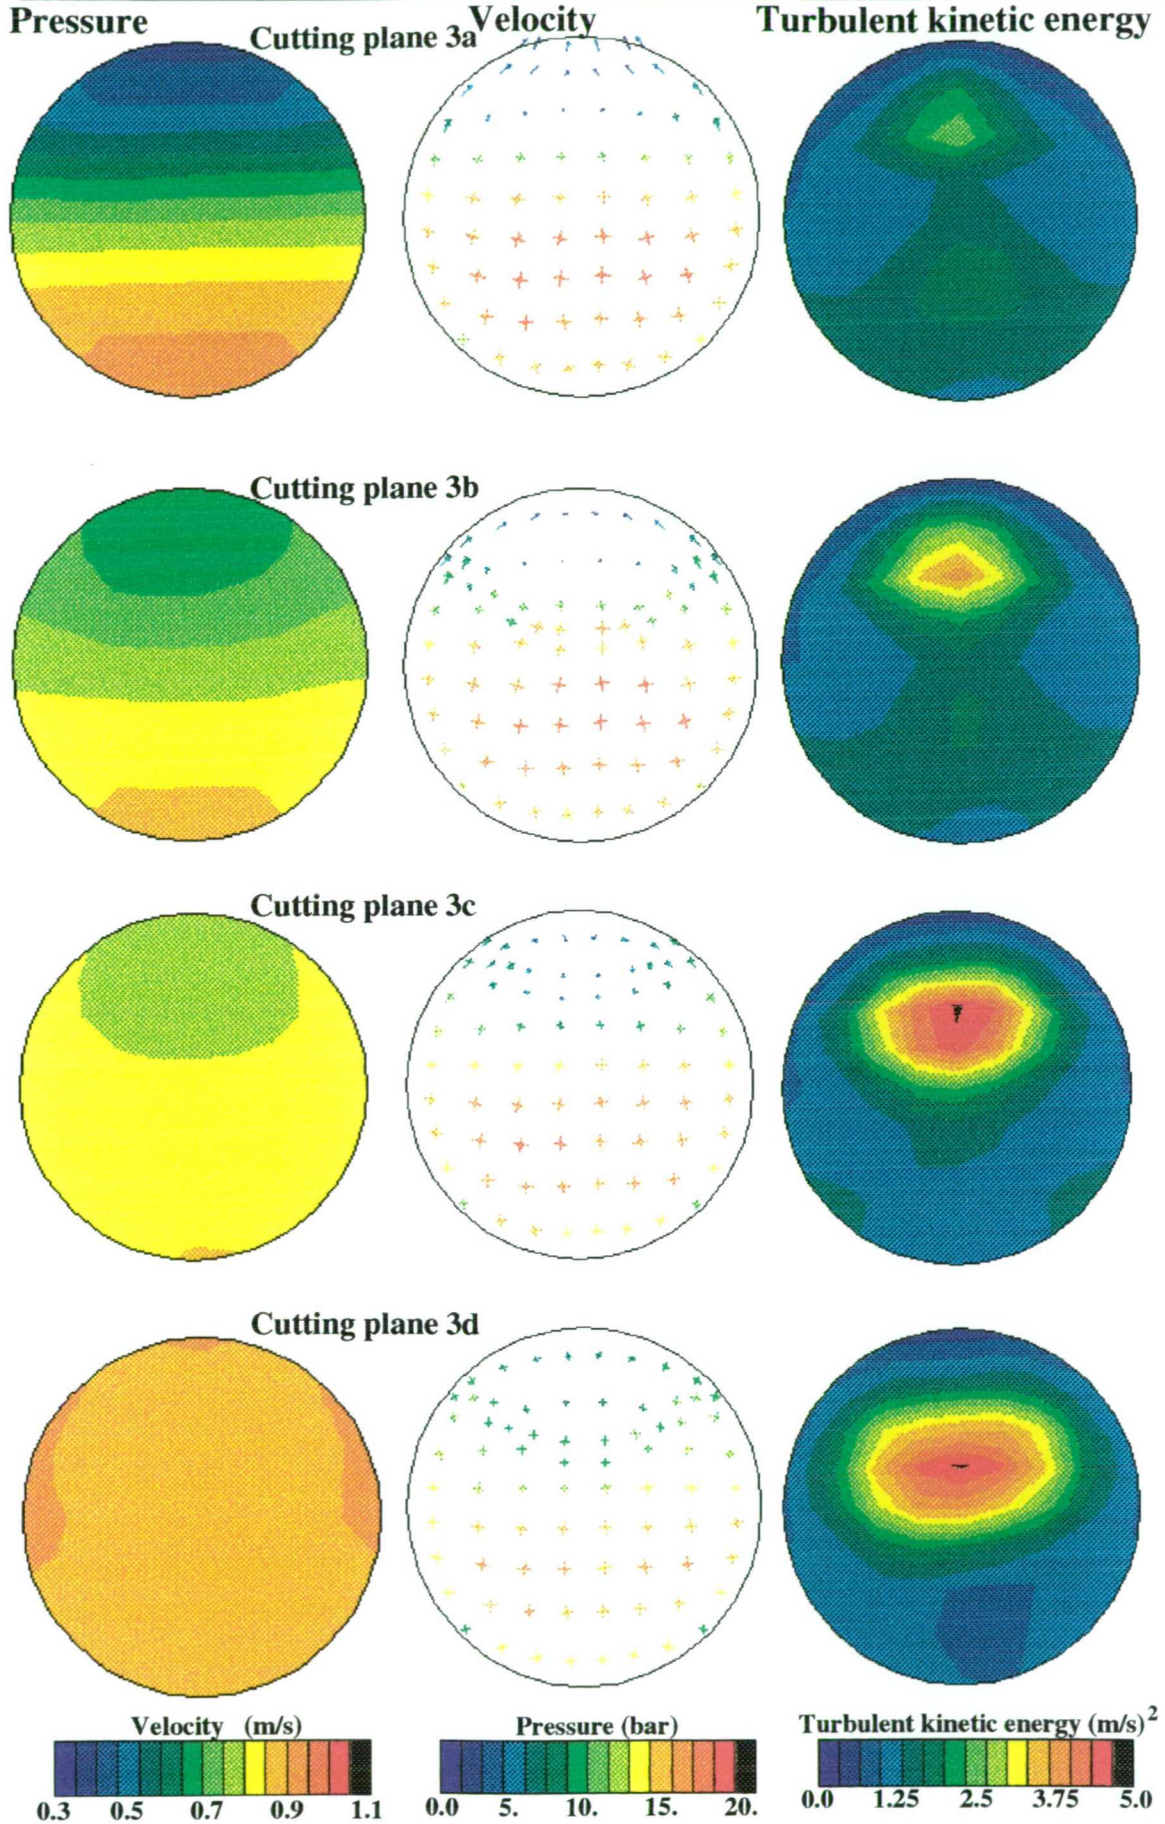 Pressure
Velocity
Turbulent kinetic energy
Cutting plane 3a
Cutting plane 3b
Cutting plane 3c
Cutting plane 3d
Velocity (m/s)
0.3 0.5 0.7 0.9 1.1
Pressure (bar)
0.0 5. 10. 15. 20.
Turbulent kinetic energy (m/s)²
0.0 1.25 2.5 3.75 5.0